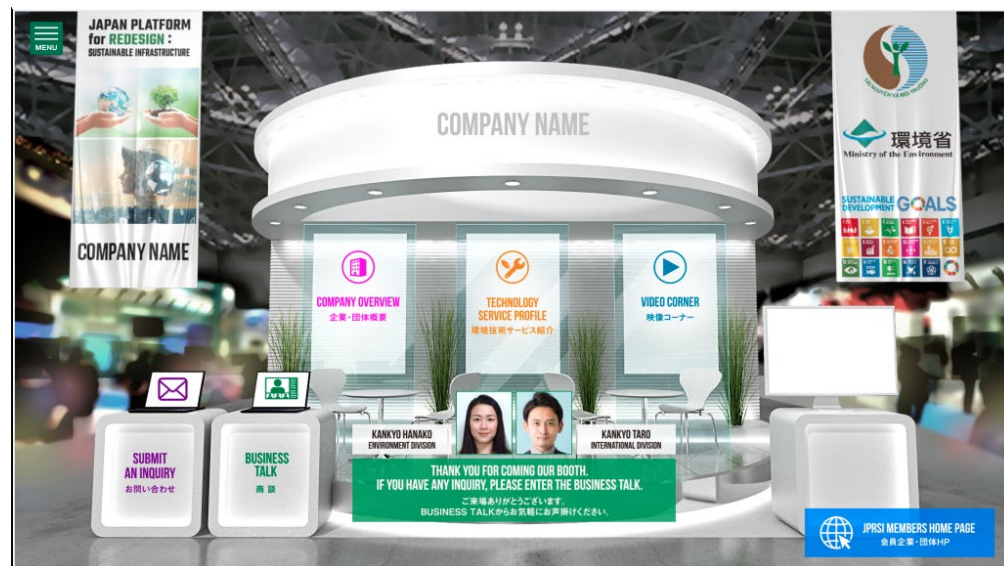 MENU
JAPAN PLATFORM
for REDESIGN :
SUSTAINABLE INFRASTRUCTURE
COMPANY NAME
COMPANY NAME
TÀI NGUYÊN VÀ MÔI TRƯỜNG
環境省
Ministry of the Environment
SUSTAINABLE
DEVELOPMENT
GOALS
COMPANY OVERVIEW
企業・団体概要
TECHNOLOGY
SERVICE PROFILE
環境技術サービス紹介
VIDEO CORNER
映像コーナー
SUBMIT
AN INQUIRY
お問い合わせ
BUSINESS
TALK
商談
KANKYO HANAKO
ENVIRONMENT DIVISION
KANKYO TARO
INTERNATIONAL DIVISION
THANK YOU FOR COMING OUR BOOTH.
IF YOU HAVE ANY INQUIRY, PLEASE ENTER THE BUSINESS TALK.
ご来場ありがとうございます。
BUSINESS TALKからお気軽にお声掛けください。
JPRSI MEMBERS HOME PAGE
会員企業・団体HP